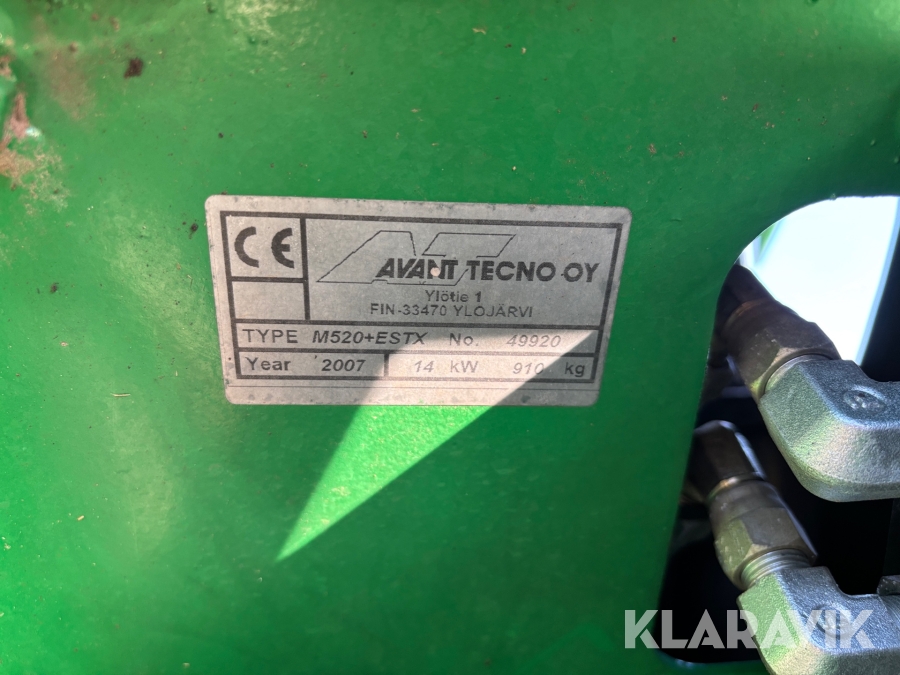 CE
AVANT TECNO OY
Ylötie 1
FIN-33470 YLÖJÄRVI
TYPE M520+ESTX No. 49920
Year 2007 14 kW 910 kg
KLARAVIK